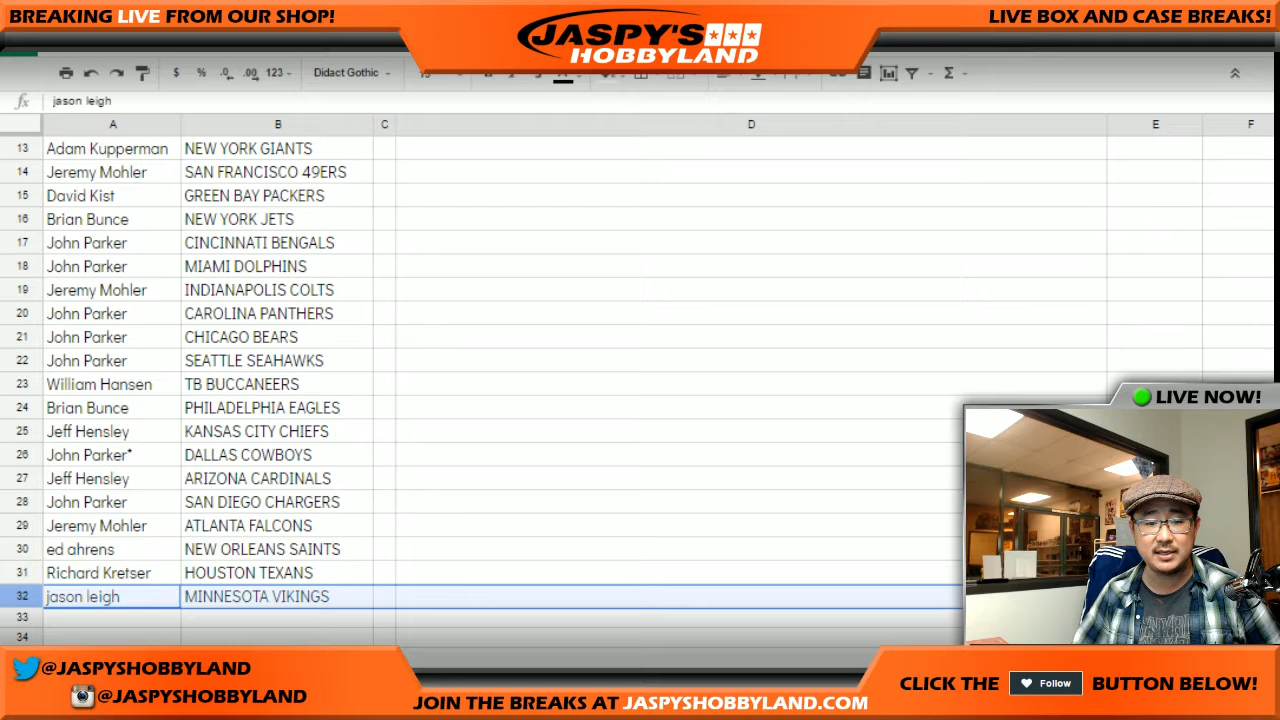 BREAKING LIVE FROM OUR SHOP!
JASPY'S
HOBBYLAND
LIVE BOX AND CASE BREAKS!
$ % .0 .00 123 Didact Gothic
fx jason leigh
A B C D E F
13 Adam Kupperman NEW YORK GIANTS
14 Jeremy Mohler SAN FRANCISCO 49ERS
15 David Kist GREEN BAY PACKERS
16 Brian Bunce NEW YORK JETS
17 John Parker CINCINNATI BENGALS
18 John Parker MIAMI DOLPHINS
19 Jeremy Mohler INDIANAPOLIS COLTS
20 John Parker CAROLINA PANTHERS
21 John Parker CHICAGO BEARS
22 John Parker SEATTLE SEAHAWKS
23 William Hansen TB BUCCANEERS
24 Brian Bunce PHILADELPHIA EAGLES
25 Jeff Hensley KANSAS CITY CHIEFS
26 John Parker* DALLAS COWBOYS
27 Jeff Hensley ARIZONA CARDINALS
28 John Parker SAN DIEGO CHARGERS
29 Jeremy Mohler ATLANTA FALCONS
30 ed ahrens NEW ORLEANS SAINTS
31 Richard Kretser HOUSTON TEXANS
32 jason leigh MINNESOTA VIKINGS
33
34
LIVE NOW!
@JASPYSHOBBYLAND
@JASPYSHOBBYLAND
JOIN THE BREAKS AT JASPYSHOBBYLAND.COM
CLICK THE Follow BUTTON BELOW!